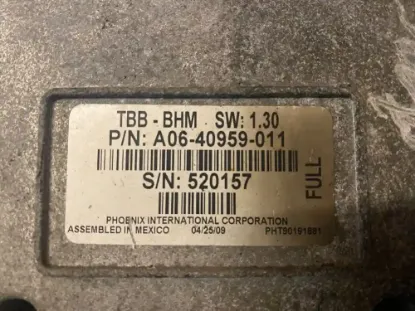 TBB - BHM SW: 1.30
P/N: A06-40959-011
S/N: 520157
FULL
PHOENIX INTERNATIONAL CORPORATION
ASSEMBLED IN MEXICO 04/25/09